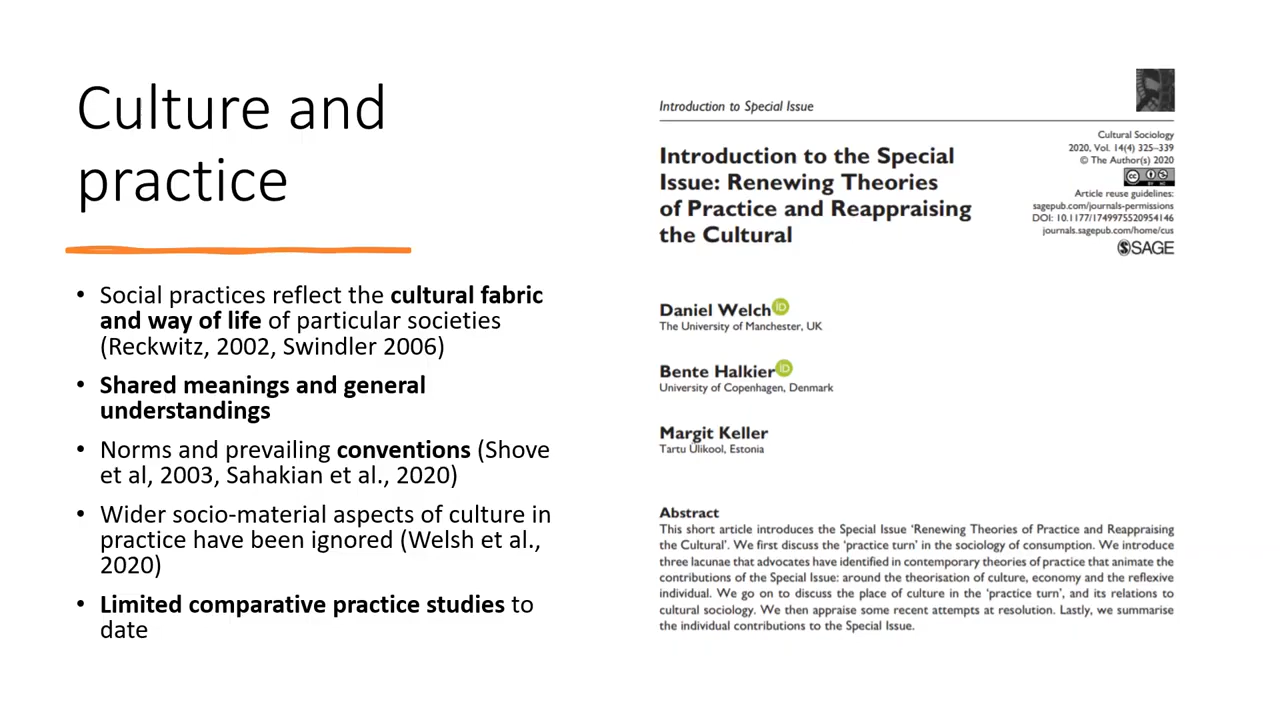 Culture and
practice
• Social practices reflect the cultural fabric
and way of life of particular societies
(Reckwitz, 2002, Swindler 2006)
• Shared meanings and general
understandings
• Norms and prevailing conventions (Shove
et al, 2003, Sahakian et al., 2020)
• Wider socio-material aspects of culture in
practice have been ignored (Welsh et al.,
2020)
• Limited comparative practice studies to
date
Introduction to Special Issue
Introduction to the Special
Issue: Renewing Theories
of Practice and Reappraising
the Cultural
Cultural Sociology
2020, Vol. 14(4) 325–339
© The Author(s) 2020
Article reuse guidelines:
sagepub.com/journals-permissions
DOI: 10.1177/1749975520954146
journals.sagepub.com/home/cus
SAGE
Daniel Welch iD
The University of Manchester, UK
Bente Halkier iD
University of Copenhagen, Denmark
Margit Keller
Tartu Ulikool, Estonia
Abstract
This short article introduces the Special Issue ‘Renewing Theories of Practice and Reappraising
the Cultural’. We first discuss the ‘practice turn’ in the sociology of consumption. We introduce
three lacunae that advocates have identified in contemporary theories of practice that animate the
contributions of the Special Issue: around the theorisation of culture, economy and the reflexive
individual. We go on to discuss the place of culture in the ‘practice turn’, and its relations to
cultural sociology. We then appraise some recent attempts at resolution. Lastly, we summarise
the individual contributions to the Special Issue.